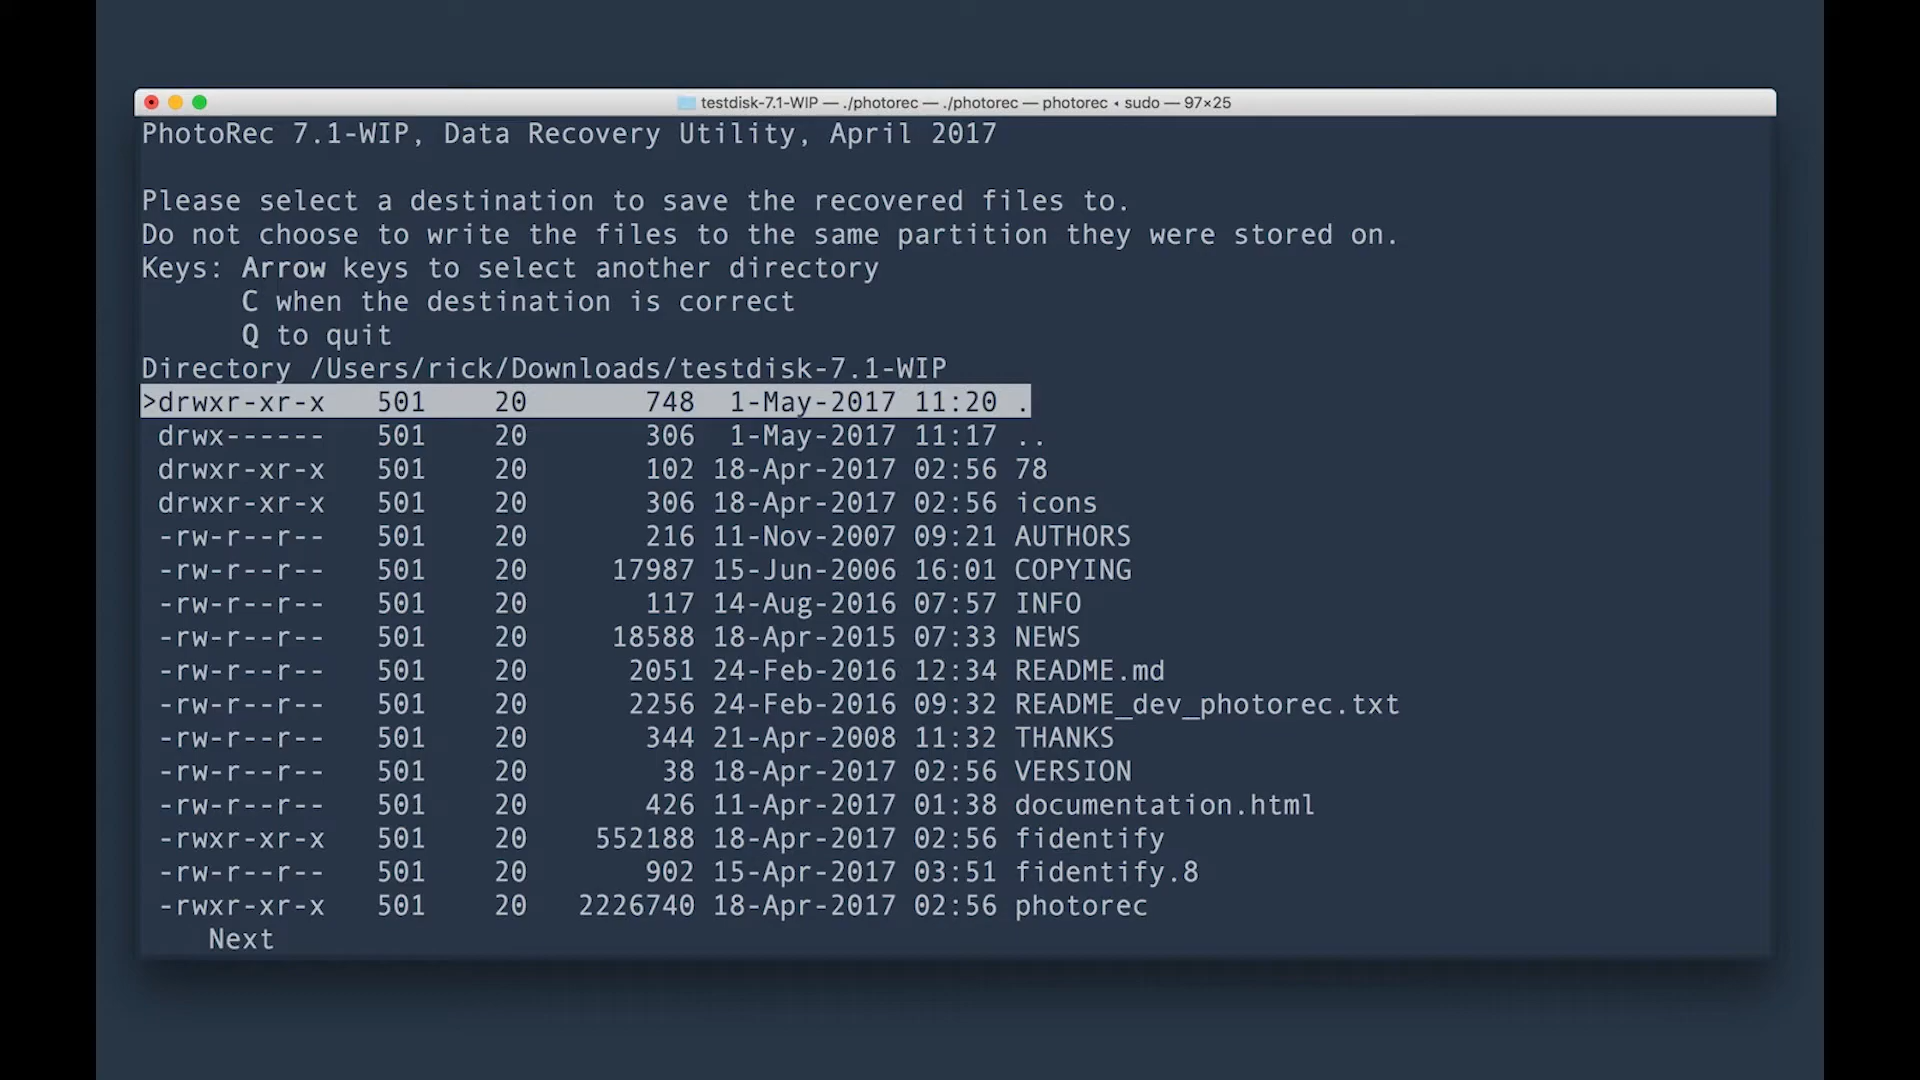 testdisk-7.1-WIP — ./photorec — ./photorec — photorec ◂ sudo — 97×25
PhotoRec 7.1-WIP, Data Recovery Utility, April 2017
Please select a destination to save the recovered files to.
Do not choose to write the files to the same partition they were stored on.
Keys: Arrow keys to select another directory
C when the destination is correct
Q to quit
Directory /Users/rick/Downloads/testdisk-7.1-WIP
>drwxr-xr-x 501 20 748 1-May-2017 11:20 .
drwx------ 501 20 306 1-May-2017 11:17 ..
drwxr-xr-x 501 20 102 18-Apr-2017 02:56 78
drwxr-xr-x 501 20 306 18-Apr-2017 02:56 icons
-rw-r--r-- 501 20 216 11-Nov-2007 09:21 AUTHORS
-rw-r--r-- 501 20 17987 15-Jun-2006 16:01 COPYING
-rw-r--r-- 501 20 117 14-Aug-2016 07:57 INFO
-rw-r--r-- 501 20 18588 18-Apr-2015 07:33 NEWS
-rw-r--r-- 501 20 2051 24-Feb-2016 12:34 README.md
-rw-r--r-- 501 20 2256 24-Feb-2016 09:32 README_dev_photorec.txt
-rw-r--r-- 501 20 344 21-Apr-2008 11:32 THANKS
-rw-r--r-- 501 20 38 18-Apr-2017 02:56 VERSION
-rw-r--r-- 501 20 426 11-Apr-2017 01:38 documentation.html
-rwxr-xr-x 501 20 552188 18-Apr-2017 02:56 fidentify
-rw-r--r-- 501 20 902 15-Apr-2017 03:51 fidentify.8
-rwxr-xr-x 501 20 2226740 18-Apr-2017 02:56 photorec
Next